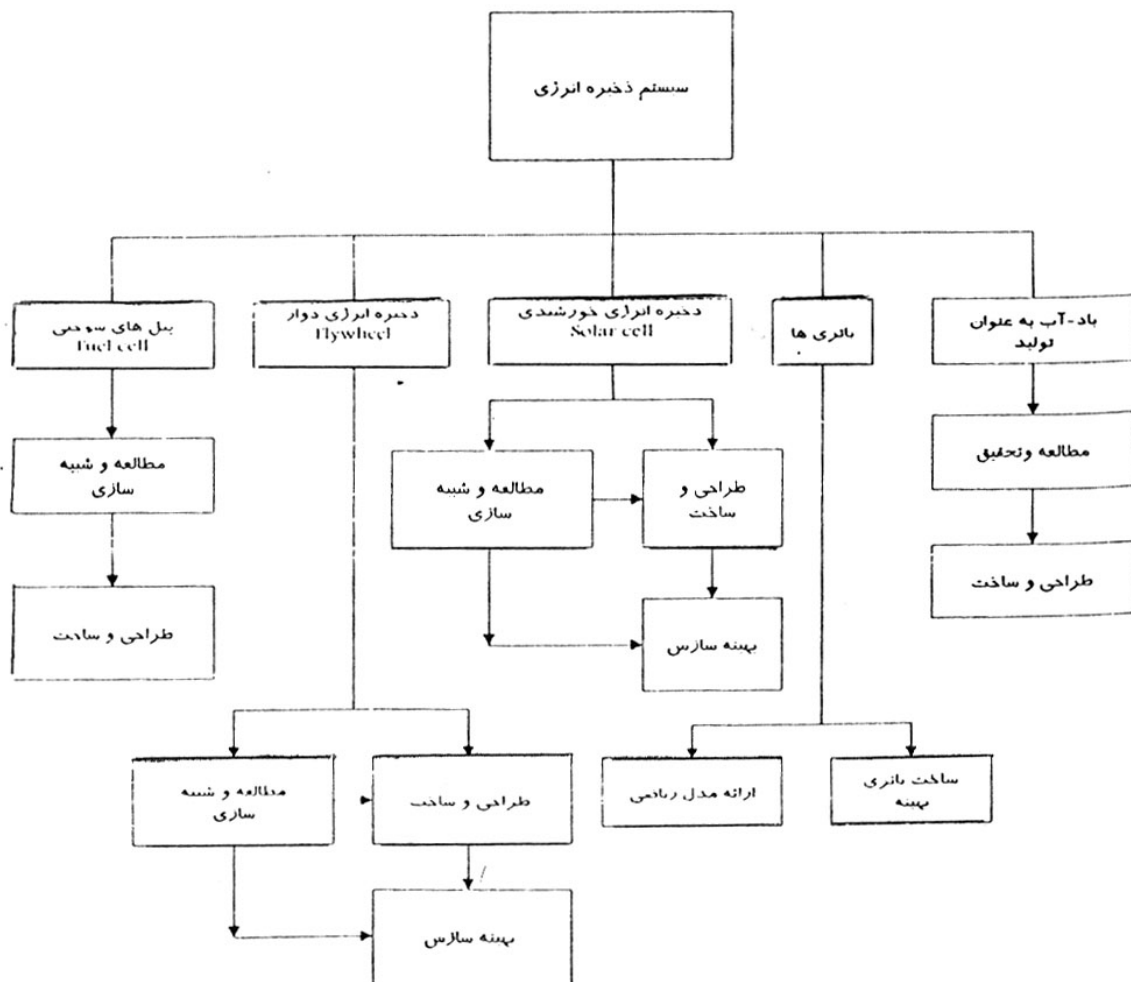 سیستم ذخیره انرژی
پیل های سوختی
Fuel cell
ذخیره انرژی دوار
Flywheel
ذخیره انرژی خورشیدی
Solar cell
باتری ها
باد-آب به عنوان
تولید
مطالعه و شبیه
سازی
طراحی و ساخت
مطالعه و شبیه
سازی
طراحی و
ساخت
بهینه سازی
مطالعه و تحقیق
طراحی و ساخت
مطالعه و شبیه
سازی
طراحی و ساخت
بهینه سازی
ارائه مدل ریاضی
ساخت باتری
بهینه